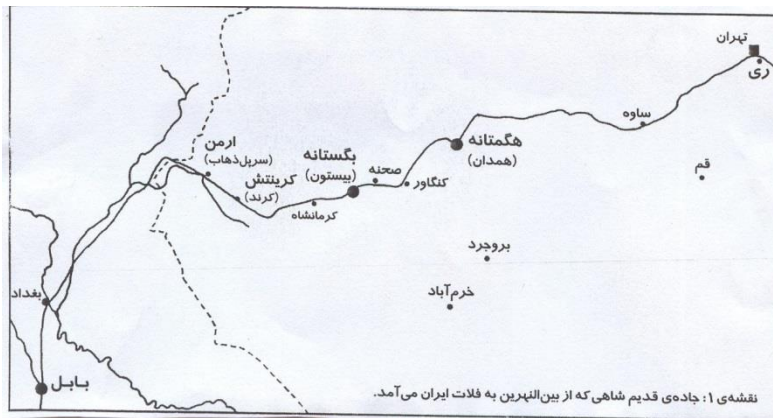 تهران
ری
ساوه
قم
هگمتانه
(همدان)
کنگاور
صحنه
بگستانه
(بیستون)
کرمانشاه
بروجرد
خرم‌آباد
ارمن
(سرپل‌ذهاب)
کرینتش
(کرند)
بغداد
بابل
نقشه‌ی ۱: جاده‌ی قدیم شاهی که از بین‌النهرین به فلات ایران می‌آمد.